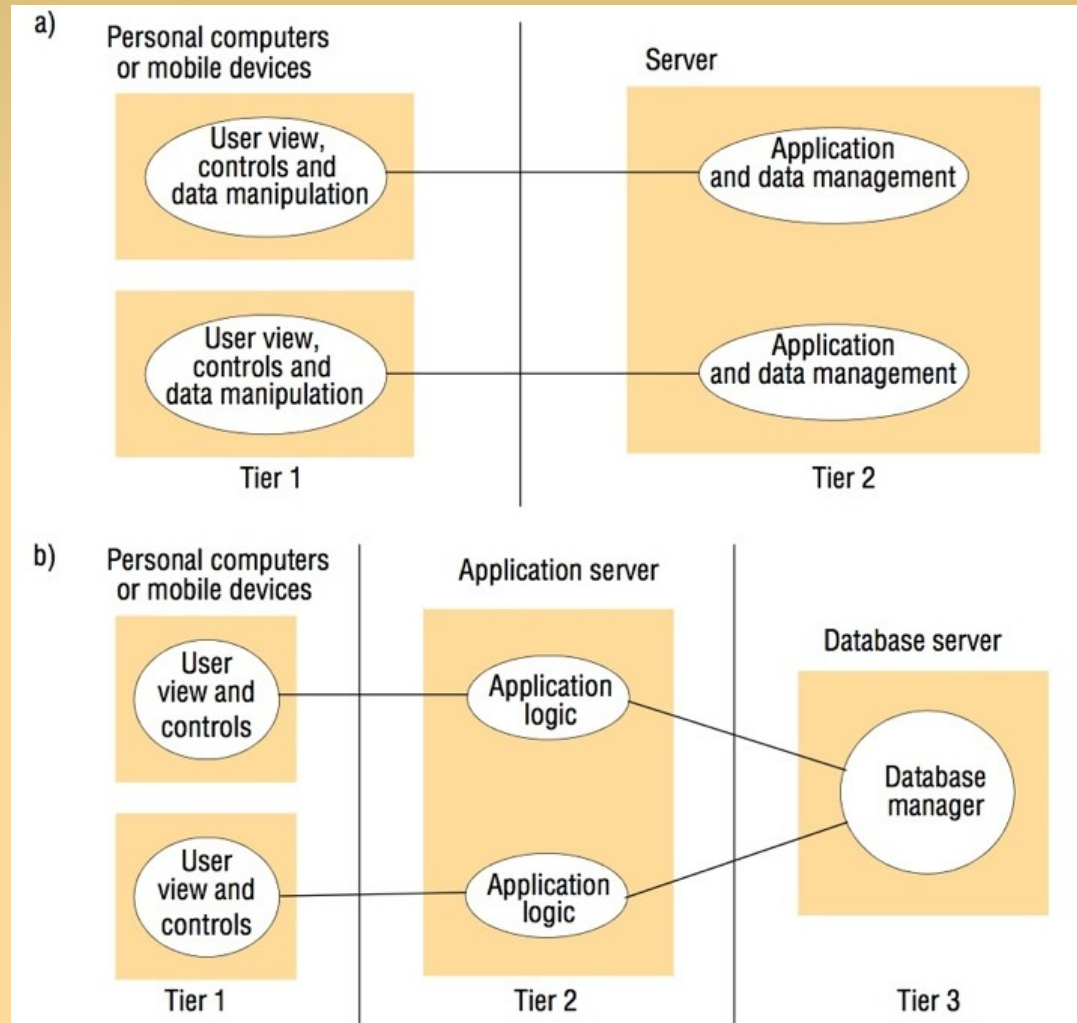 a)
Personal computers
or mobile devices
Server
User view,
controls and
data manipulation
Application
and data management
User view,
controls and
data manipulation
Application
and data management
Tier 1
Tier 2
b)
Personal computers
or mobile devices
Application server
Database server
User
view and
controls
Application
logic
Database
manager
User
view and
controls
Application
logic
Tier 1
Tier 2
Tier 3